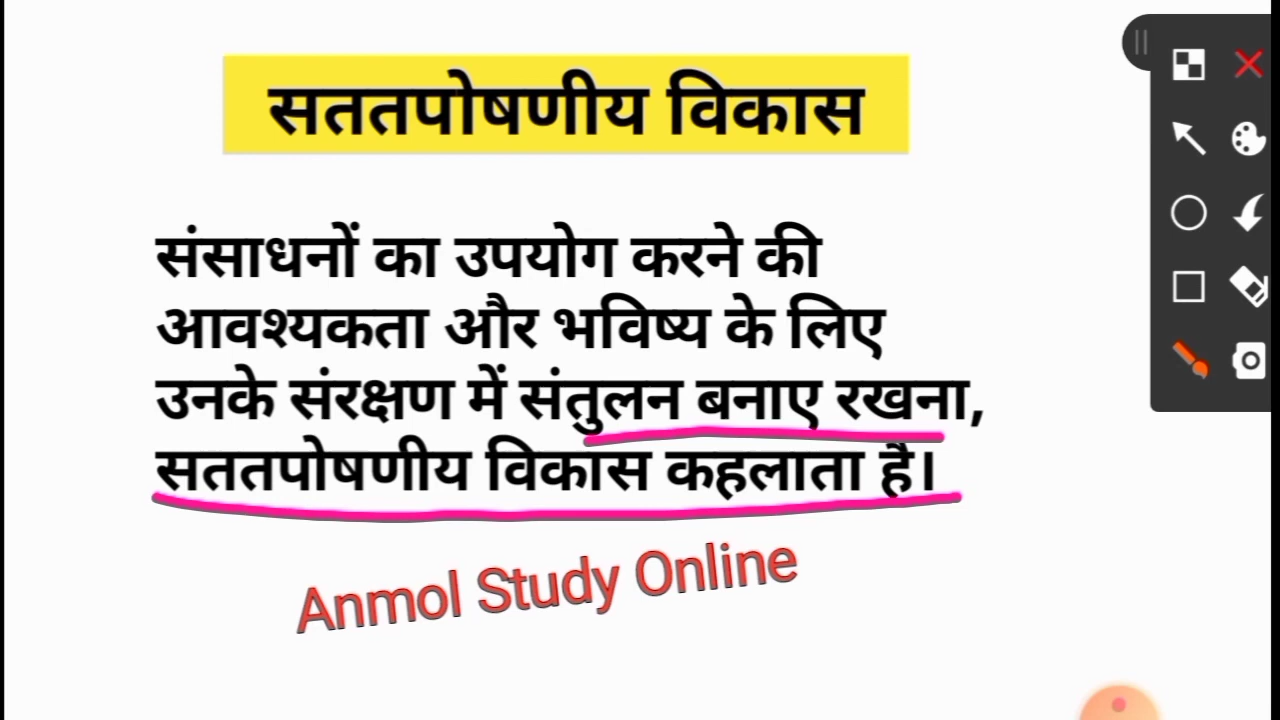 सततपोषणीय विकास
संसाधनों का उपयोग करने की
आवश्यकता और भविष्य के लिए
उनके संरक्षण में संतुलन बनाए रखना,
सततपोषणीय विकास कहलाता है।
Anmol Study Online